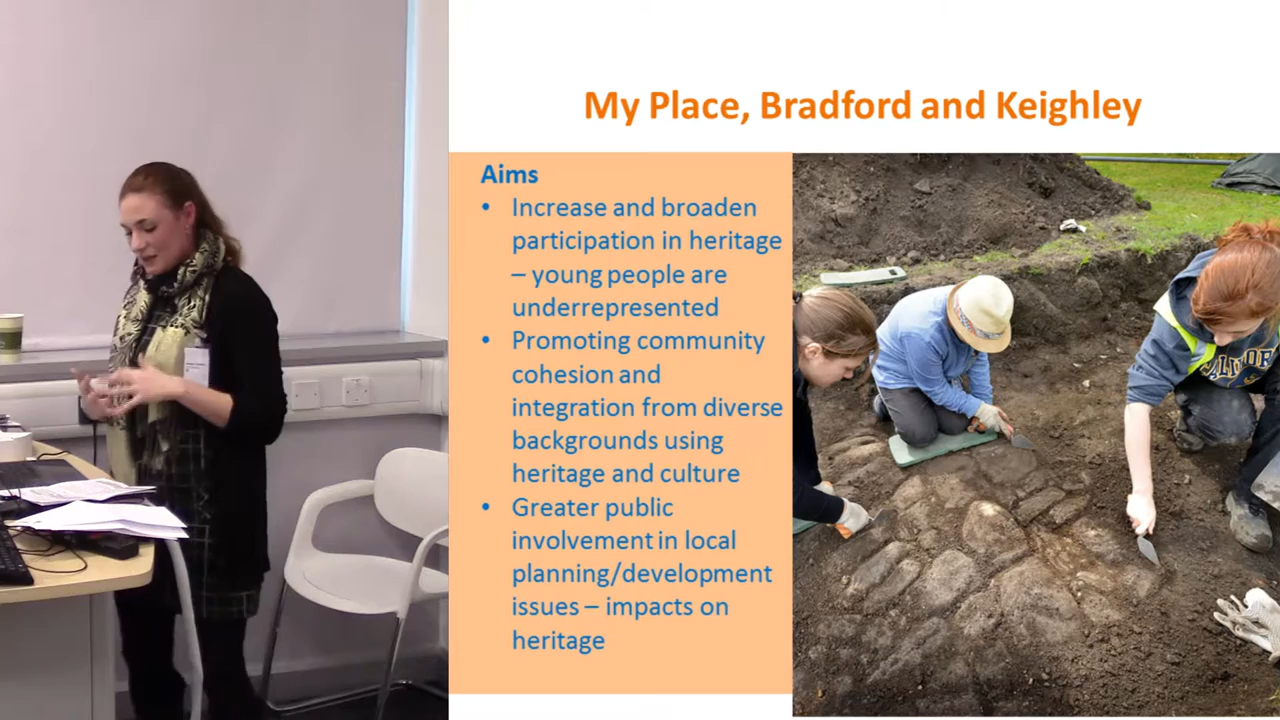 My Place, Bradford and Keighley
Aims
• Increase and broaden
participation in heritage
– young people are
underrepresented
• Promoting community
cohesion and
integration from diverse
backgrounds using
heritage and culture
• Greater public
involvement in local
planning/development
issues – impacts on
heritage